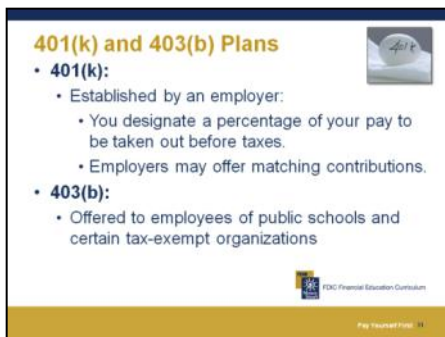 401(k) and 403(b) Plans
401k
• 401(k):
• Established by an employer:
• You designate a percentage of your pay to
be taken out before taxes.
• Employers may offer matching contributions.
• 403(b):
• Offered to employees of public schools and
certain tax-exempt organizations
FDIC Financial Education Curriculum
Pay Yourself First